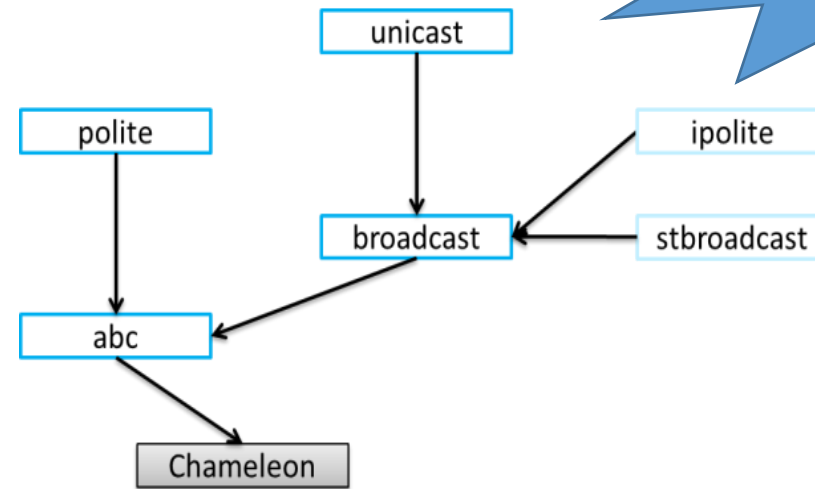 unicast
polite
ipolite
broadcast
stbroadcast
abc
Chameleon